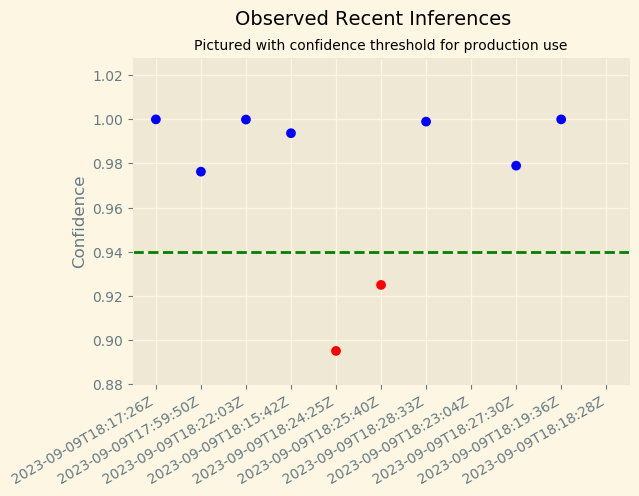 Observed Recent Inferences
Pictured with confidence threshold for production use
1.02
1.00
0.98
0.96
0.94
0.92
0.90
0.88
Confidence
2023-09-09T18:17:26Z
2023-09-09T17:59:50Z
2023-09-09T18:22:03Z
2023-09-09T18:15:42Z
2023-09-09T18:24:25Z
2023-09-09T18:25:40Z
2023-09-09T18:28:33Z
2023-09-09T18:23:04Z
2023-09-09T18:27:30Z
2023-09-09T18:19:36Z
2023-09-09T18:18:28Z